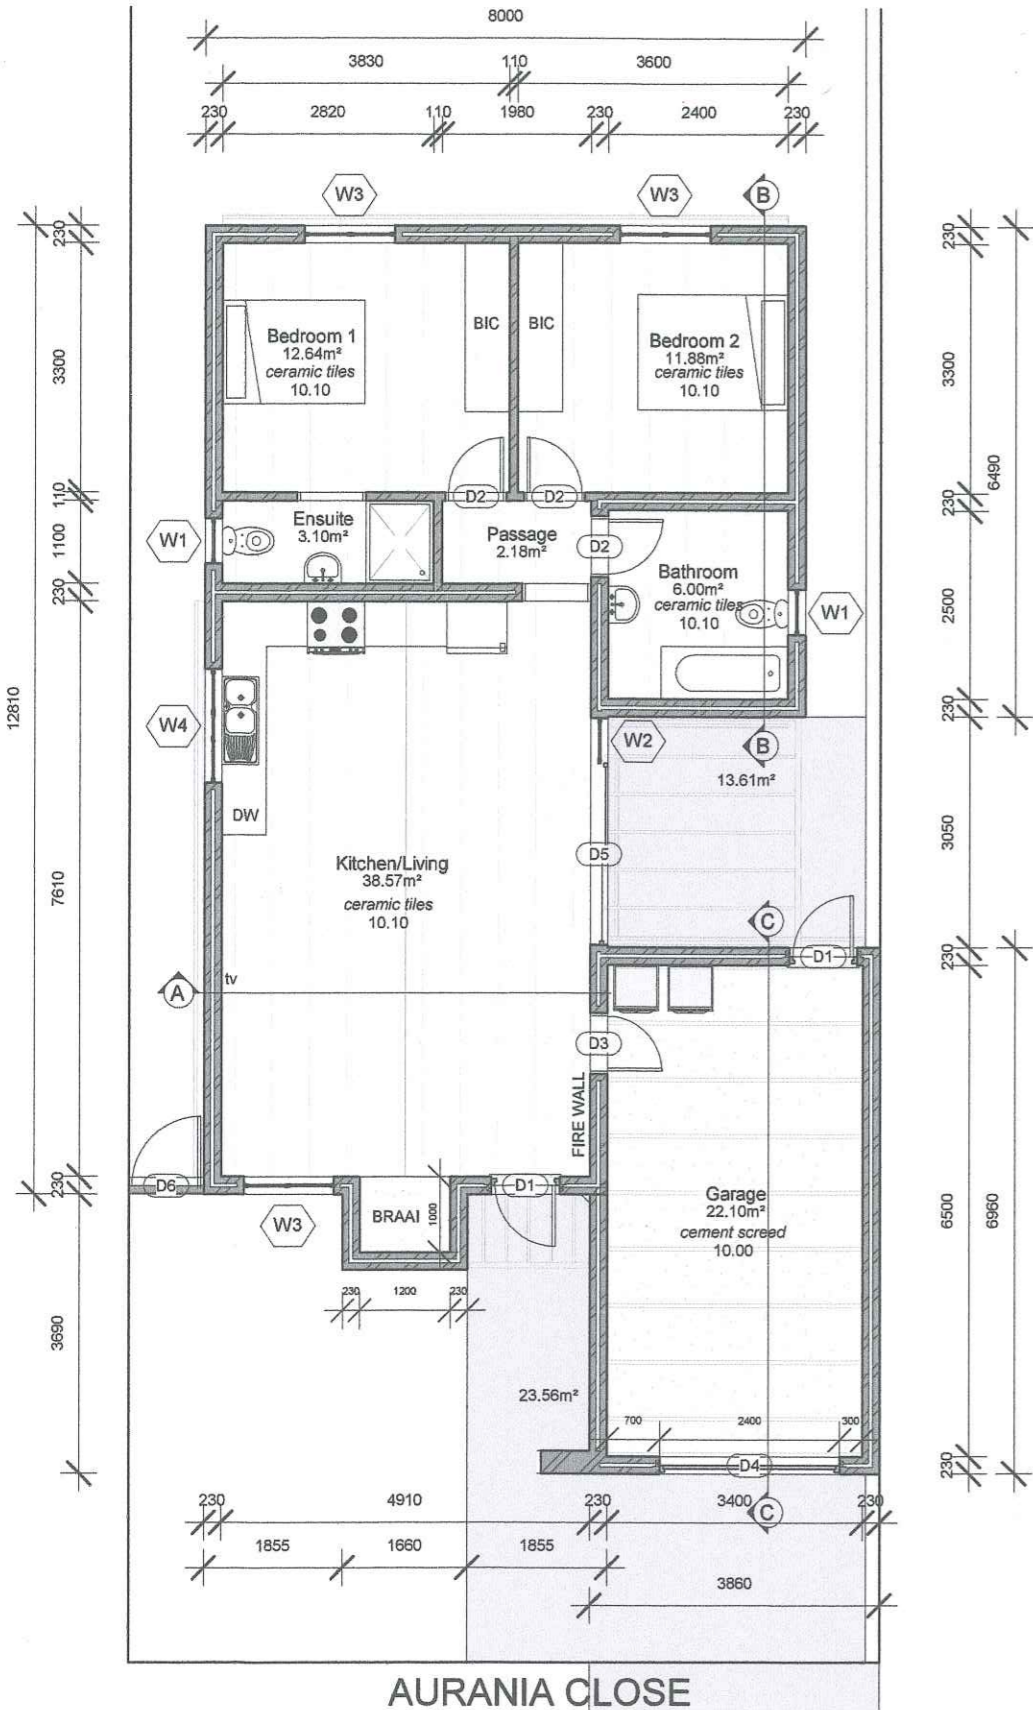 8000
3830 110 3600
230 2820 110 1980 230 2400 230
W3 W3 B
230 230
Bedroom 1
12.64m²
ceramic tiles
10.10
BIC BIC
Bedroom 2
11.88m²
ceramic tiles
10.10
3300 3300
6490
D2 D2
110 230
W1
1100
Ensuite
3.10m²
Passage
2.18m²
D2
Bathroom
6.00m²
ceramic tiles
10.10
W1
2500
230 230
12810
W4
W2
B
13.61m²
DW
3050
D5
Kitchen/Living
38.57m²
ceramic tiles
10.10
7610
C
D1
230
A
tv
D3
FIRE WALL
230
D6
W3
BRAAI
1000
D1
Garage
22.10m²
cement screed
10.00
6500
6960
230 1200 230
3690
23.56m²
700 2400 300
D4
230
230 4910 230 3400 230
C
1855 1660 1855
3860
AURANIA CLOSE